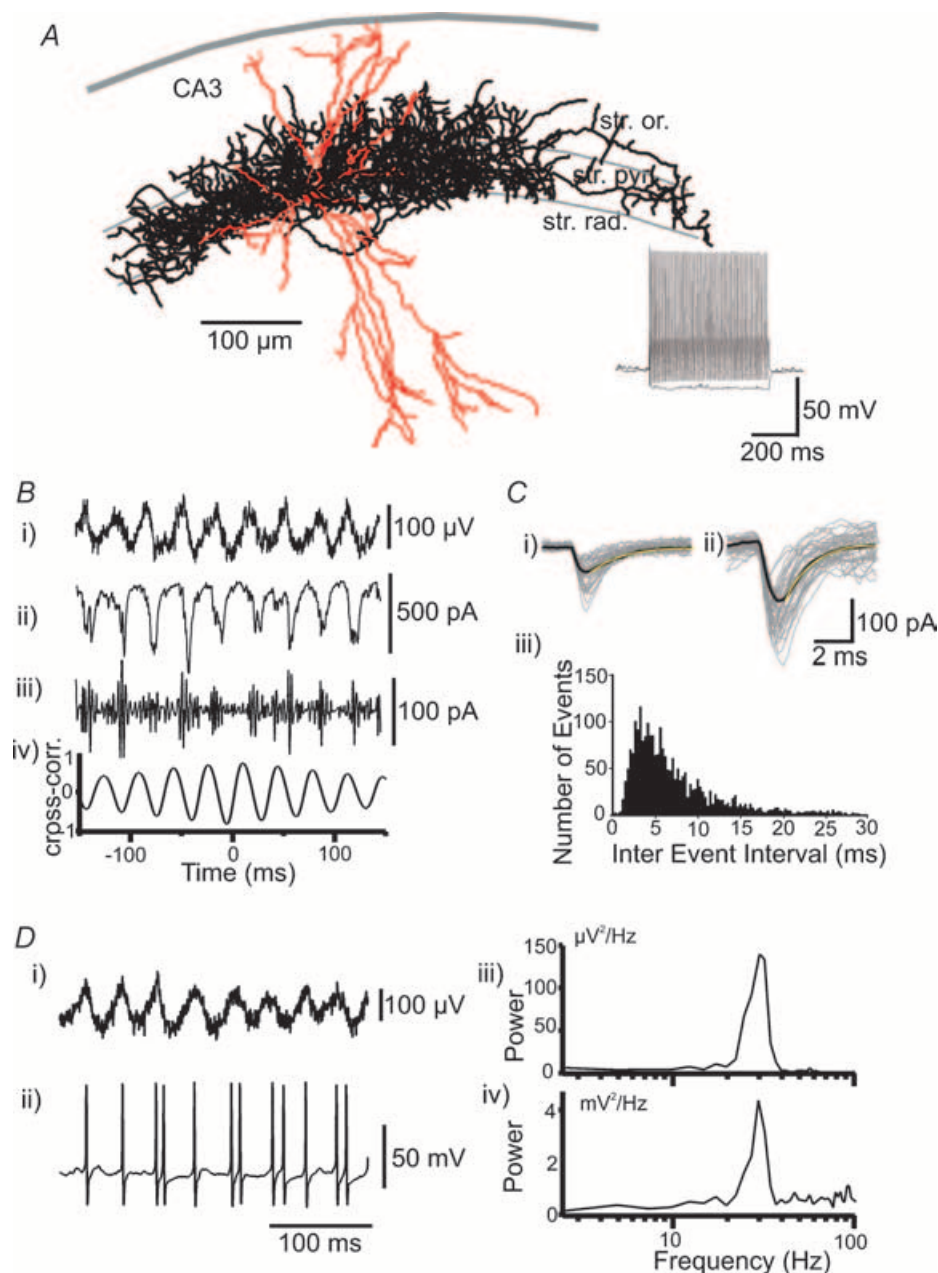 A
CA3
str. or.
str. pyr.
str. rad.
100 µm
50 mV
200 ms
B
i)
100 µV
ii)
500 pA
iii)
100 pA
iv)
cross-corr.
1
0
-1
-100
0
100
Time (ms)
C
i)
ii)
100 pA
2 ms
iii)
Number of Events
150
100
50
0
0
5
10
15
20
25
30
Inter Event Interval (ms)
D
i)
100 µV
ii)
50 mV
100 ms
iii)
µV²/Hz
Power
150
100
50
0
iv)
mV²/Hz
Power
4
2
0
10
100
Frequency (Hz)